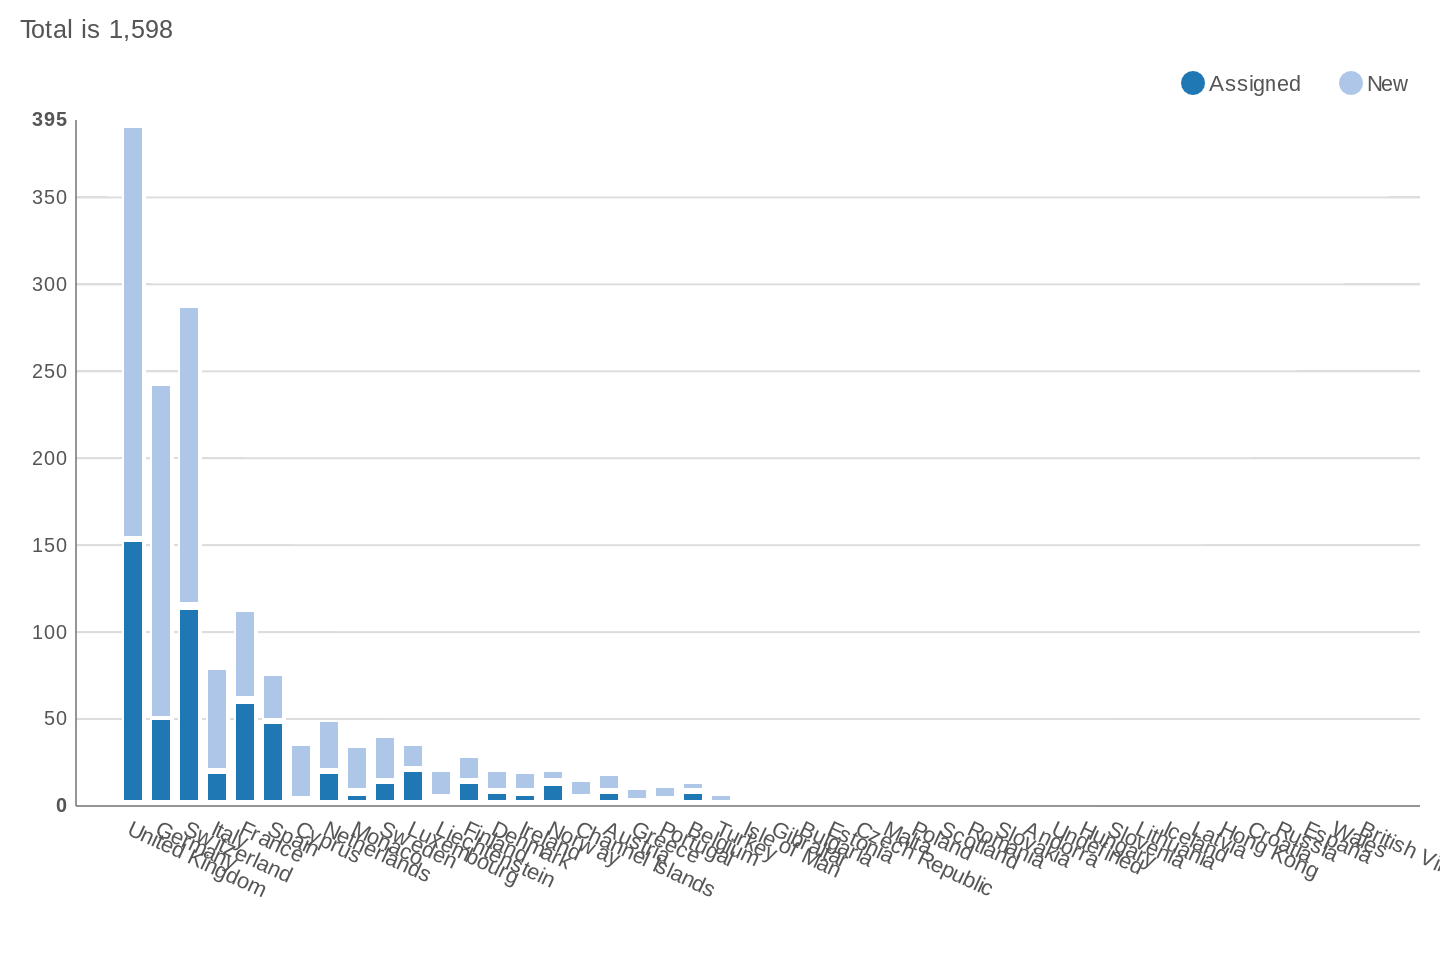 Total is 1,598
Assigned
New
395
350
300
250
200
150
100
50
0
United Kingdom
Germany
Switzerland
Italy
France
Spain
Cyprus
Netherlands
Monaco
Sweden
Luxembourg
Liechtenstein
Finland
Denmark
Ireland
Norway
Channel Islands
Austria
Greece
Portugal
Belgium
Turkey
Isle of Man
Gibraltar
Bulgaria
Estonia
Czech Republic
Malta
Poland
Scotland
Romania
Slovakia
Andorra
Undefined
Hungary
Slovenia
Lithuania
Iceland
Latvia
Hong Kong
Croatia
Russia
Espana
Wales
British Vi